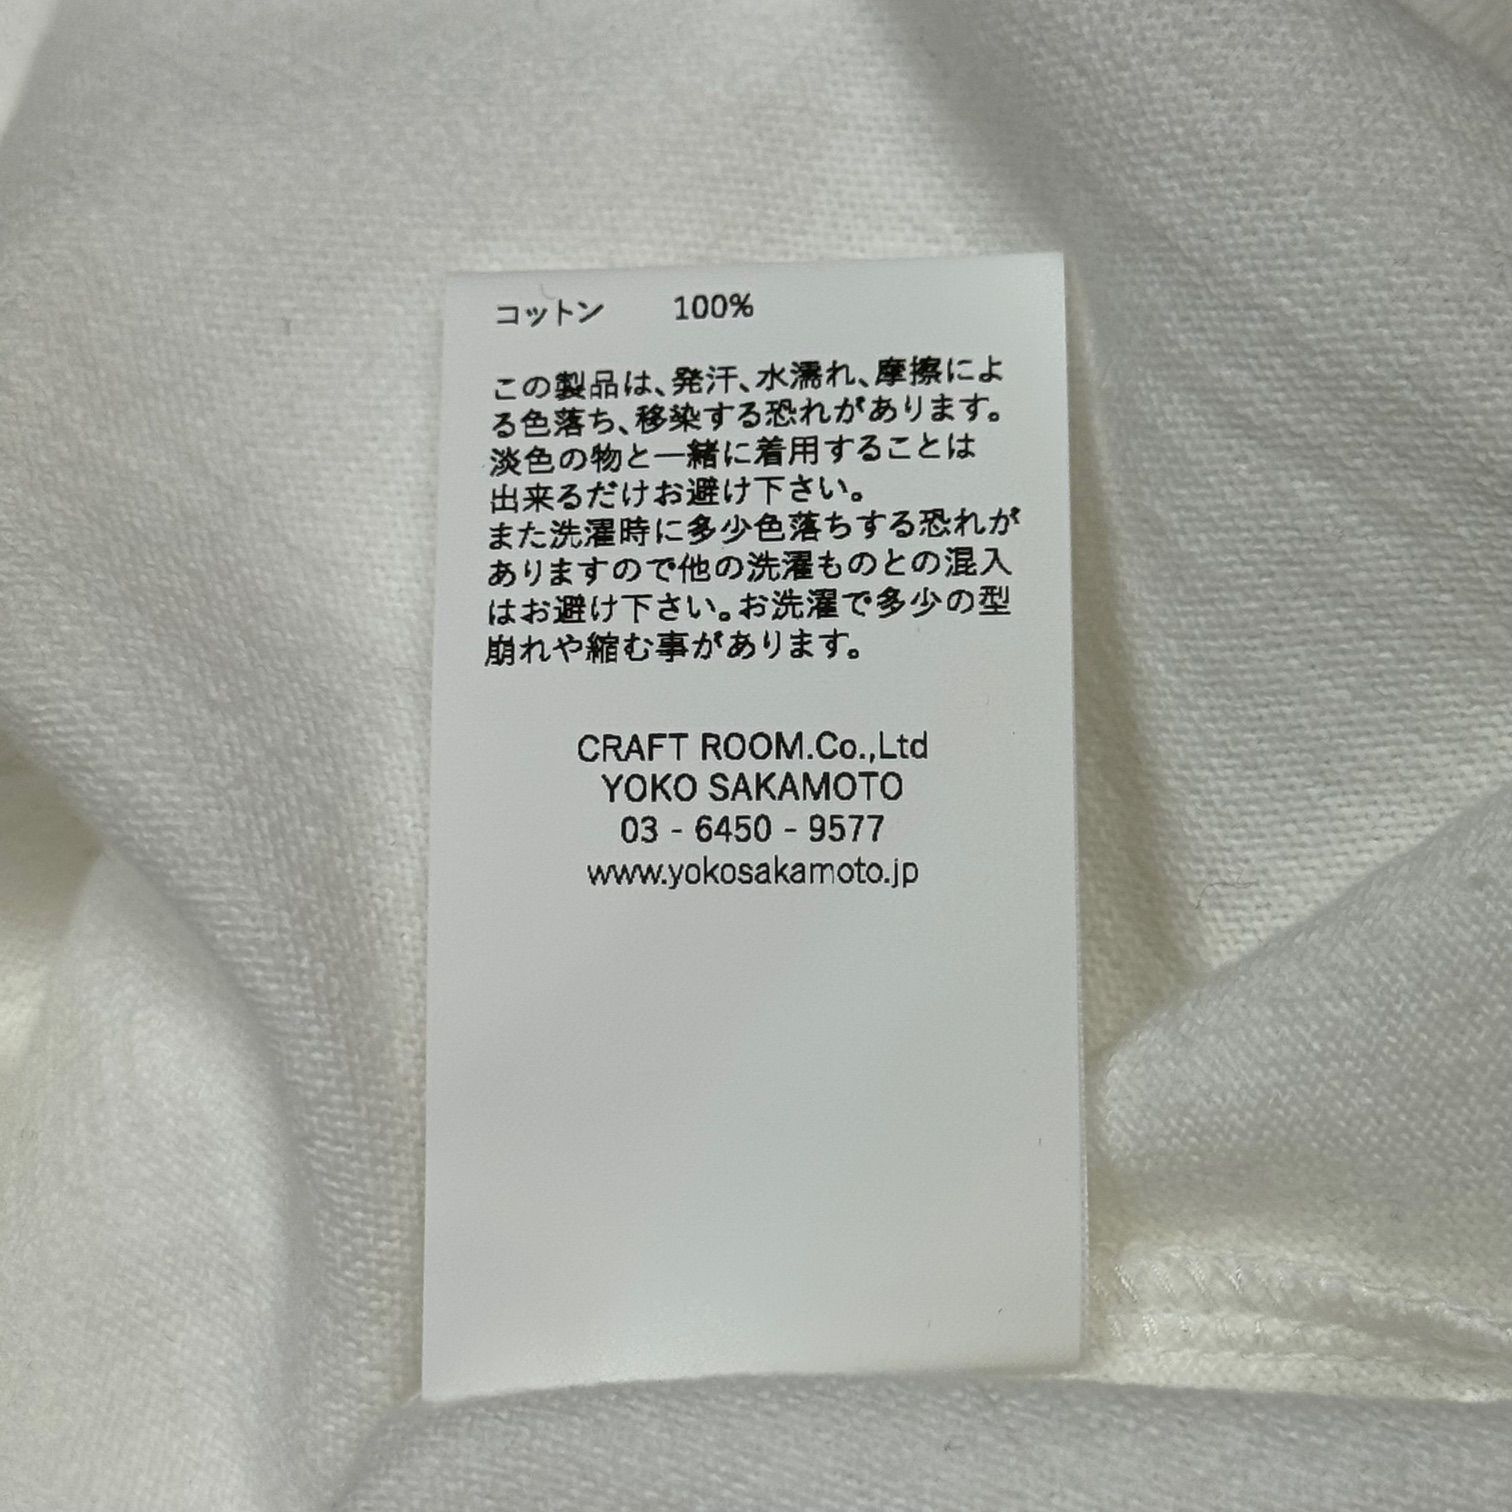 コットン 100%
この製品は、発汗、水濡れ、摩擦によ
る色落ち、移染する恐れがあります。
淡色の物と一緒に着用することは
出来るだけお避け下さい。
また洗濯時に多少色落ちする恐れが
ありますので他の洗濯ものとの混入
はお避け下さい。お洗濯で多少の型
崩れや縮む事があります。
CRAFT ROOM.Co.,Ltd
YOKO SAKAMOTO
03 - 6450 - 9577
www.yokosakamoto.jp